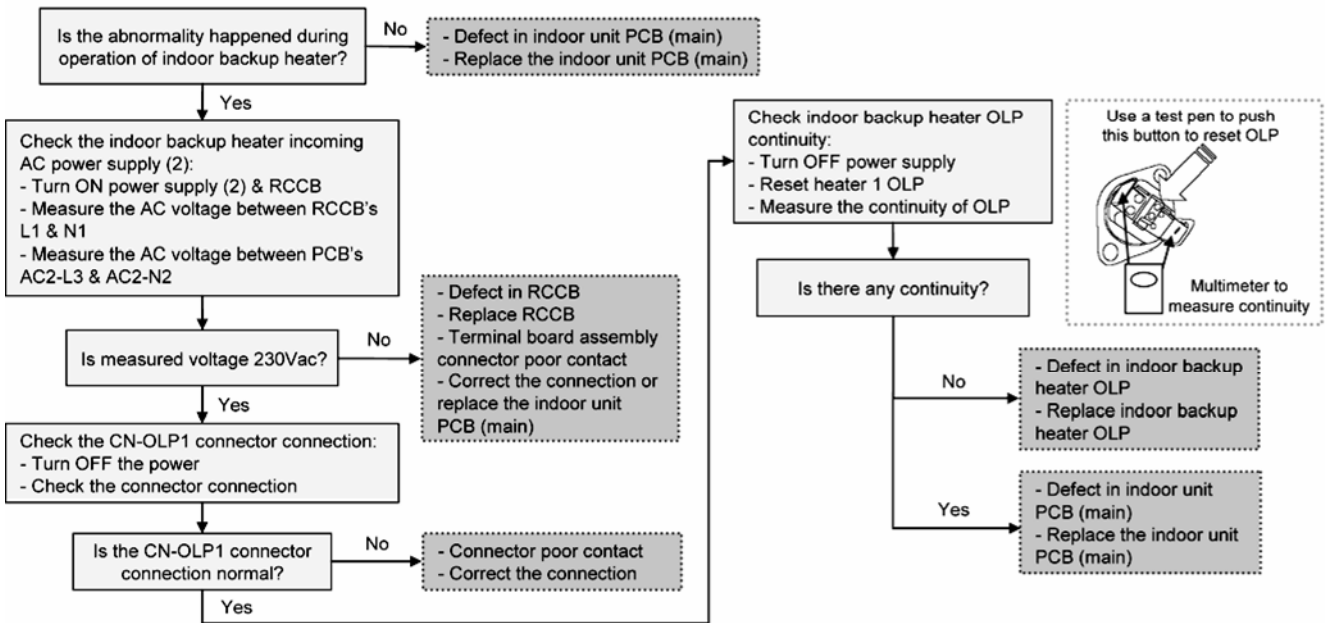 Is the abnormality happened during
operation of indoor backup heater?
No
- Defect in indoor unit PCB (main)
- Replace the indoor unit PCB (main)
Yes
Check the indoor backup heater incoming
AC power supply (2):
- Turn ON power supply (2) & RCCB
- Measure the AC voltage between RCCB's
L1 & N1
- Measure the AC voltage between PCB's
AC2-L3 & AC2-N2
Is measured voltage 230Vac?
No
- Defect in RCCB
- Replace RCCB
- Terminal board assembly
connector poor contact
- Correct the connection or
replace the indoor unit
PCB (main)
Yes
Check the CN-OLP1 connector connection:
- Turn OFF the power
- Check the connector connection
Is the CN-OLP1 connector
connection normal?
No
- Connector poor contact
- Correct the connection
Yes
Check indoor backup heater OLP
continuity:
- Turn OFF power supply
- Reset heater 1 OLP
- Measure the continuity of OLP
Use a test pen to push
this button to reset OLP
Multimeter to
measure continuity
Is there any continuity?
No
- Defect in indoor backup
heater OLP
- Replace indoor backup
heater OLP
Yes
- Defect in indoor unit
PCB (main)
- Replace the indoor unit
PCB (main)